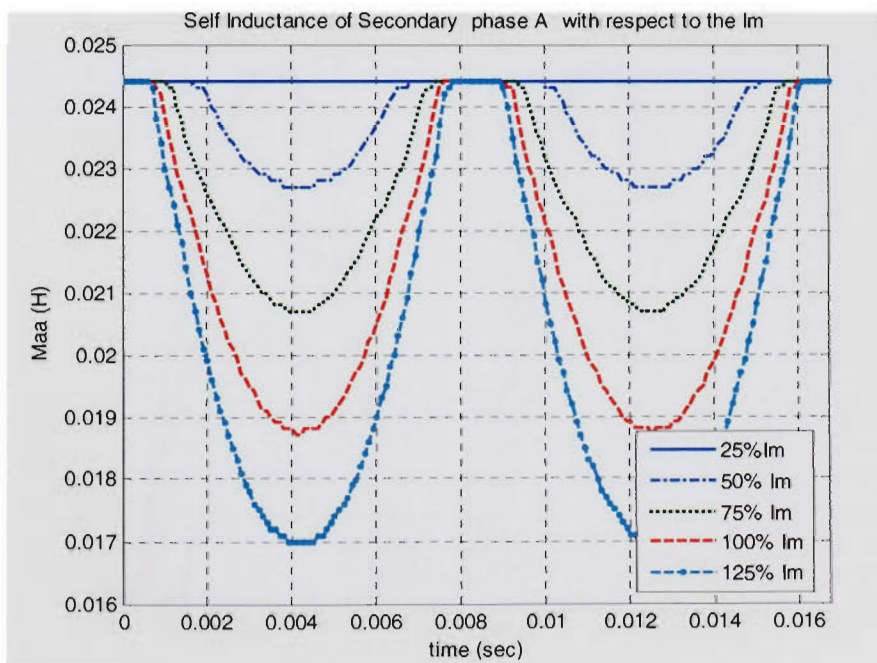 Self Inductance of Secondary phase A with respect to the Im
0.025
0.024
0.023
0.022
0.021
0.02
0.019
0.018
0.017
0.016
Maa (H)
0 0.002 0.004 0.006 0.008 0.01 0.012 0.014 0.016
time (sec)
25%Im
50% Im
75% Im
100% Im
125% Im